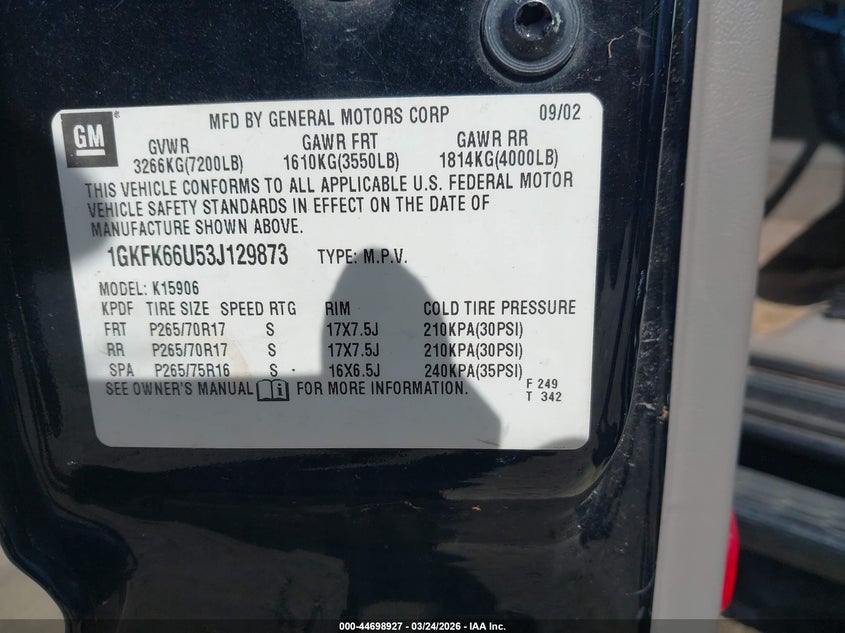 GM
MFD BY GENERAL MOTORS CORP 09/02
GVWR GAWR FRT GAWR RR
3266KG(7200LB) 1610KG(3550LB) 1814KG(4000LB)
THIS VEHICLE CONFORMS TO ALL APPLICABLE U.S. FEDERAL MOTOR
VEHICLE SAFETY STANDARDS IN EFFECT ON THE DATE OF
MANUFACTURE SHOWN ABOVE.
1GKFK66U53J129873 TYPE: M.P.V.
MODEL: K15906
KPDF TIRE SIZE SPEED RTG RIM COLD TIRE PRESSURE
FRT P265/70R17 S 17X7.5J 210KPA(30PSI)
RR P265/70R17 S 17X7.5J 210KPA(30PSI)
SPA P265/75R16 S 16X6.5J 240KPA(35PSI)
SEE OWNER'S MANUAL FOR MORE INFORMATION.
F 249
T 342
000-44698927 - 03/24/2026 - IAA Inc.